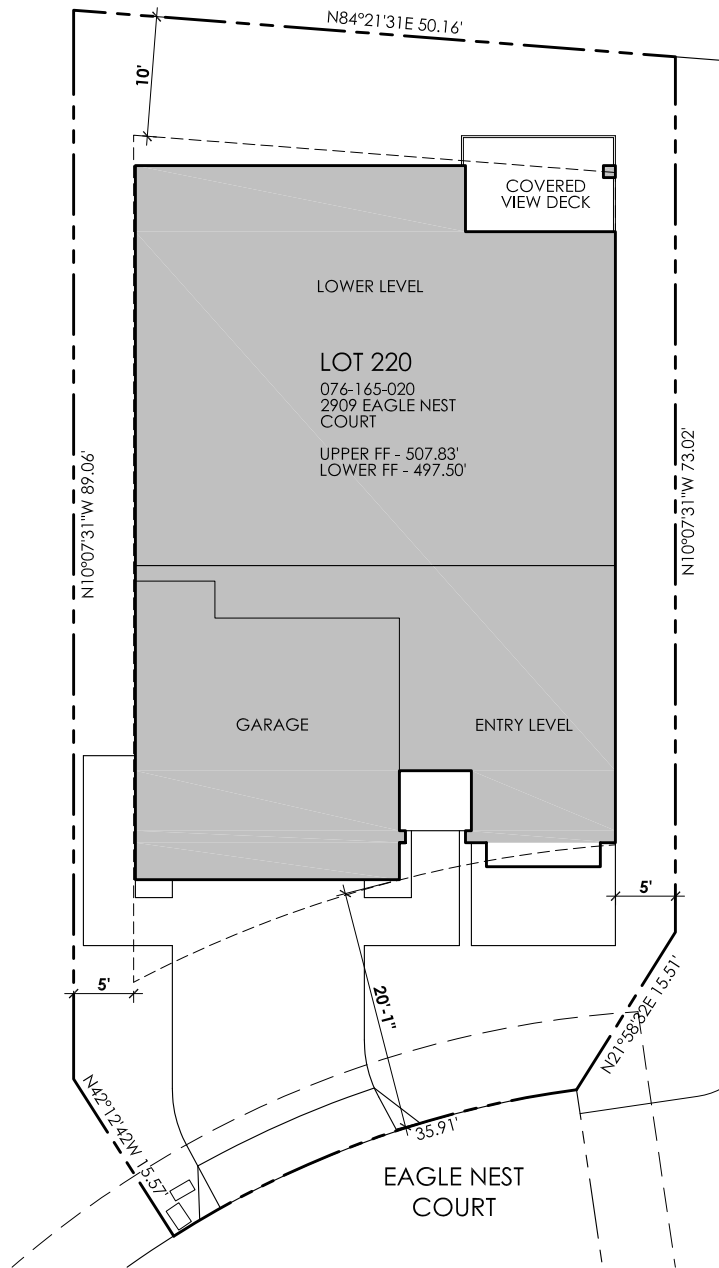 N84°21'31E 50.16'
10'
COVERED
VIEW DECK
LOWER LEVEL
LOT 220
076-165-020
2909 EAGLE NEST
COURT
UPPER FF - 507.83'
LOWER FF - 497.50'
N10°07'31"W 89.06'
N10°07'31"W 73.02'
GARAGE
ENTRY LEVEL
5'
5'
20'-1"
N21°58'32E 15.51'
N42°12'42W 15.57'
35.91'
EAGLE NEST
COURT